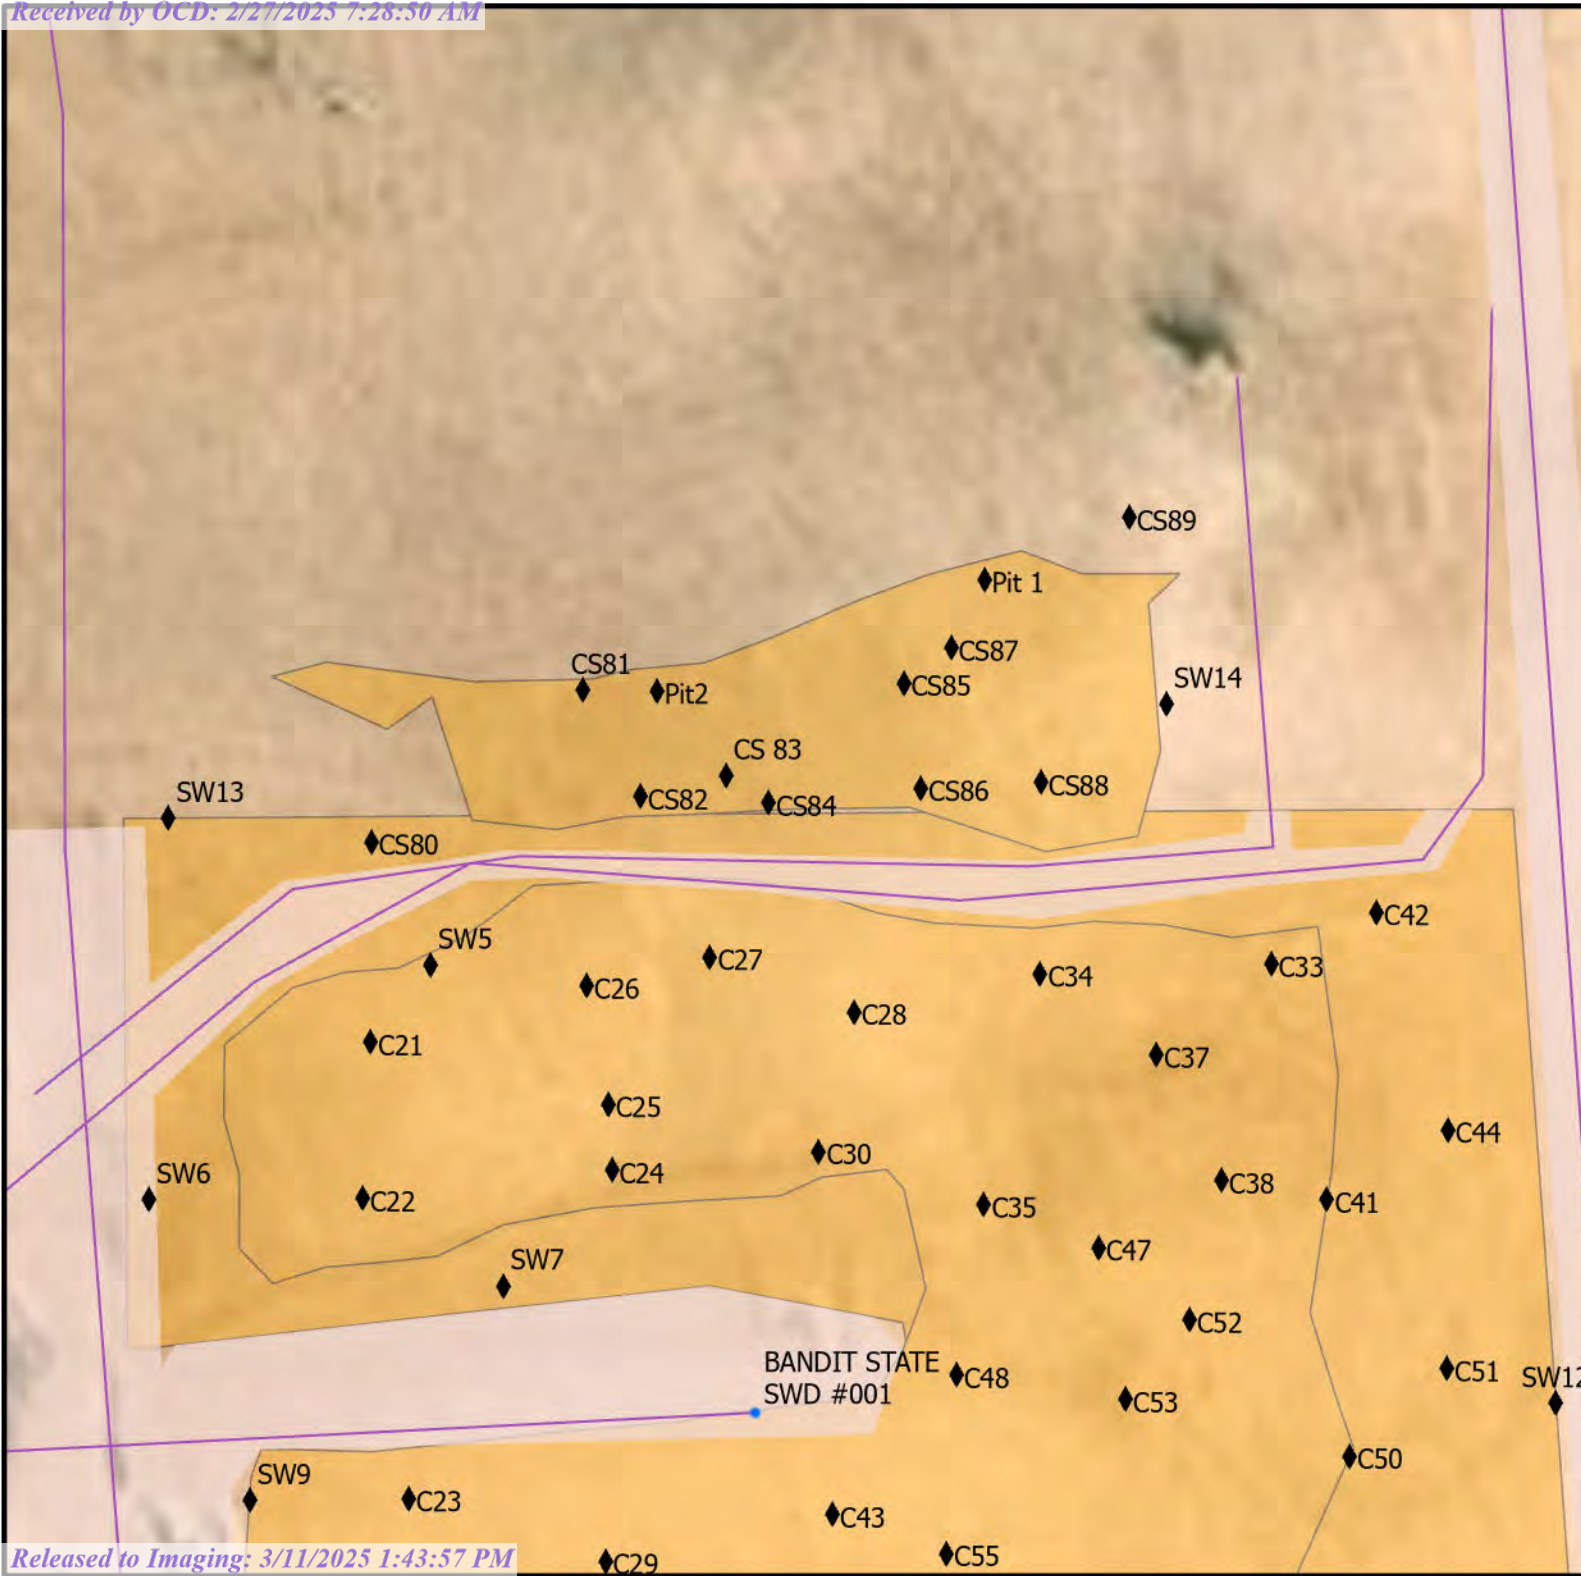 Received by OCD: 2/27/2025 7:28:50 AM
CS89
Pit 1
CS87
CS81
Pit2
CS85
SW14
CS 83
SW13
CS82
CS84
CS86
CS88
CS80
C42
SW5
C27
C26
C34
C33
C28
C21
C37
C25
C44
C30
C24
SW6
C22
C38
C35
C41
C47
SW7
C52
BANDIT STATE
SWD #001
C48
C51
SW12
C53
C50
SW9
C23
C43
C55
C29
Released to Imaging: 3/11/2025 1:43:57 PM